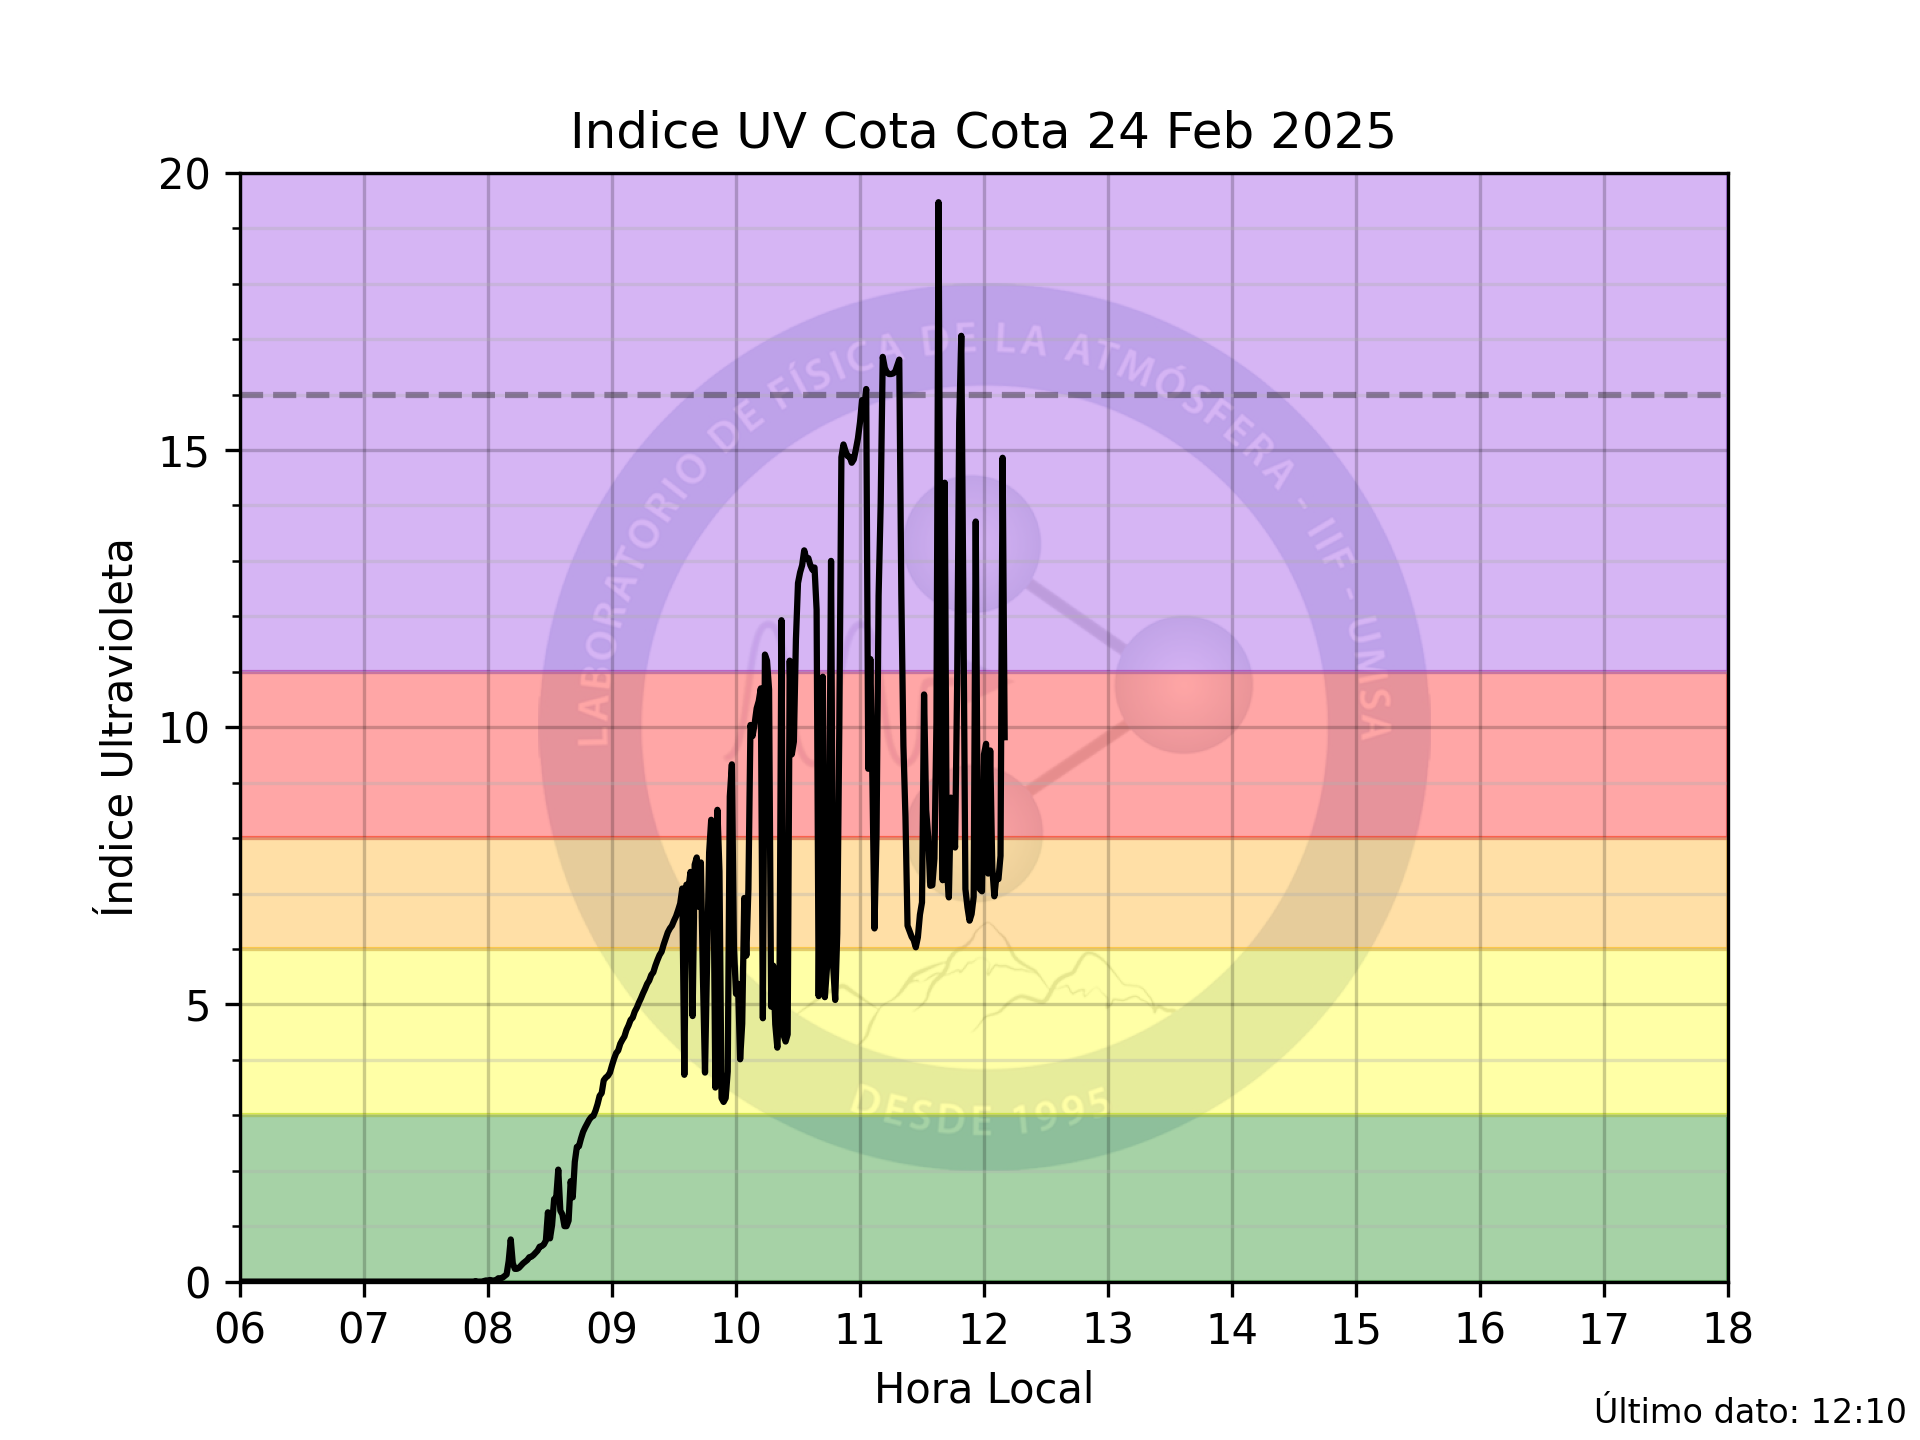 Indice UV Cota Cota 24 Feb 2025
20
15
10
5
0
Índice Ultravioleta
LABORATORIO DE FÍSICA DE LA ATMÓSFERA - IIF - UMSA
DESDE 1995
06 07 08 09 10 11 12 13 14 15 16 17 18
Hora Local
Último dato: 12:10